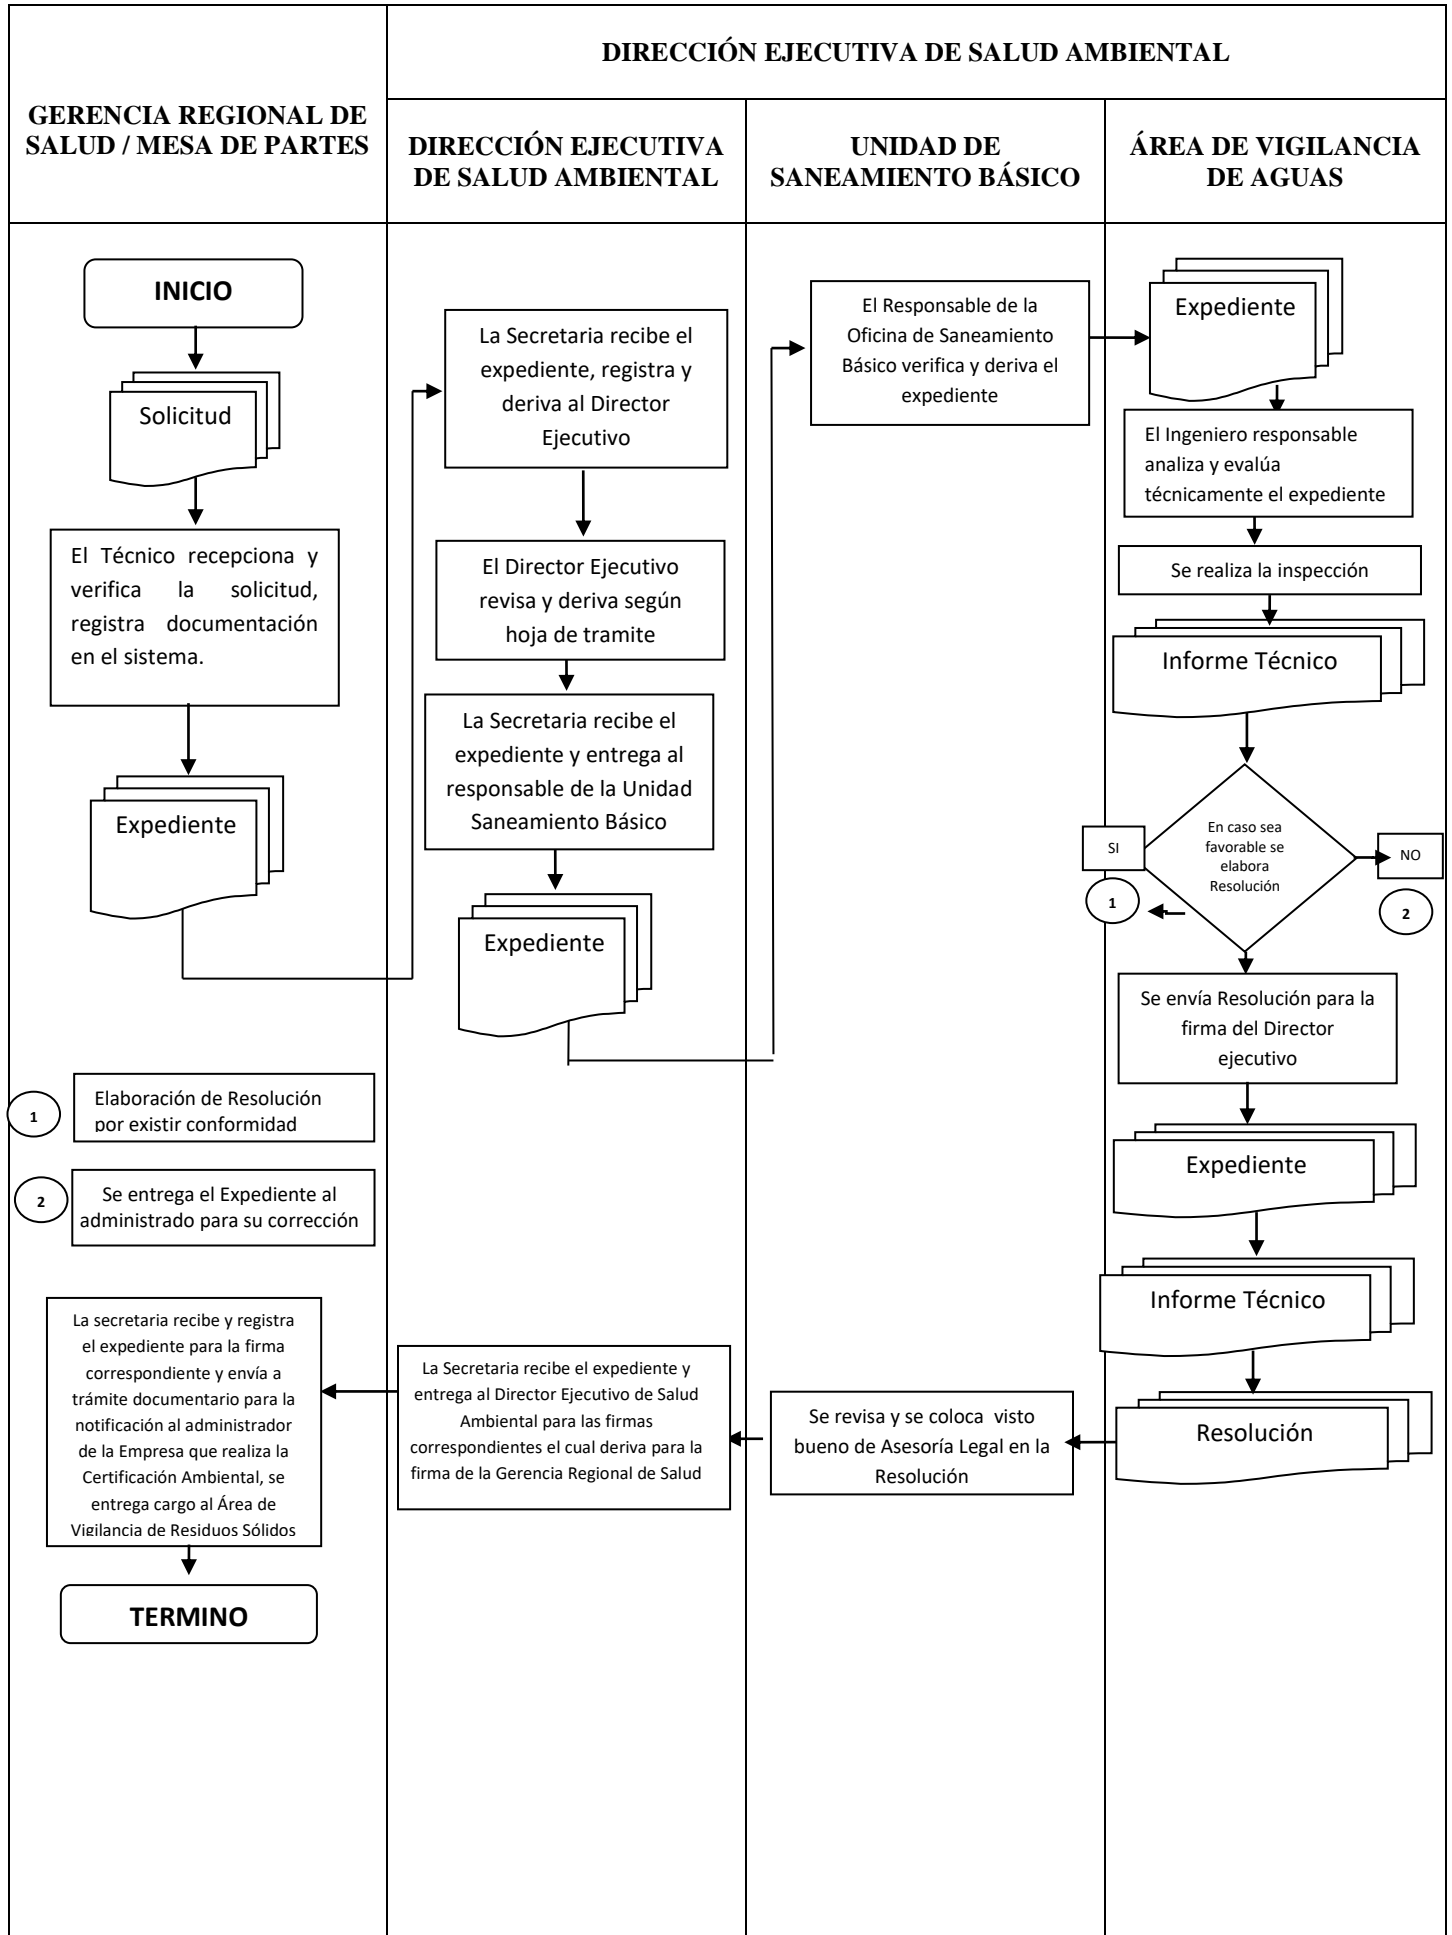 DIRECCIÓN EJECUTIVA DE SALUD AMBIENTAL
GERENCIA REGIONAL DE
SALUD / MESA DE PARTES
DIRECCIÓN EJECUTIVA
DE SALUD AMBIENTAL
UNIDAD DE
SANEAMIENTO BÁSICO
ÁREA DE VIGILANCIA
DE AGUAS
INICIO
Solicitud
El Técnico recepciona y
verifica la solicitud,
registra documentación
en el sistema.
Expediente
1
Elaboración de Resolución
por existir conformidad
2
Se entrega el Expediente al
administrado para su corrección
La secretaria recibe y registra
el expediente para la firma
correspondiente y envía a
trámite documentario para la
notificación al administrador
de la Empresa que realiza la
Certificación Ambiental, se
entrega cargo al Área de
Vigilancia de Residuos Sólidos
TERMINO
La Secretaria recibe el
expediente, registra y
deriva al Director
Ejecutivo
El Director Ejecutivo
revisa y deriva según
hoja de tramite
La Secretaria recibe el
expediente y entrega al
responsable de la Unidad
Saneamiento Básico
Expediente
La Secretaria recibe el expediente y
entrega al Director Ejecutivo de Salud
Ambiental para las firmas
correspondientes el cual deriva para la
firma de la Gerencia Regional de Salud
El Responsable de la
Oficina de Saneamiento
Básico verifica y deriva el
expediente
Se revisa y se coloca  visto
bueno de Asesoría Legal en la
Resolución
Expediente
El Ingeniero responsable
analiza y evalúa
técnicamente el expediente
Se realiza la inspección
Informe Técnico
En caso sea
favorable se
elabora
Resolución
SI
NO
1
2
Se envía Resolución para la
firma del Director
ejecutivo
Expediente
Informe Técnico
Resolución